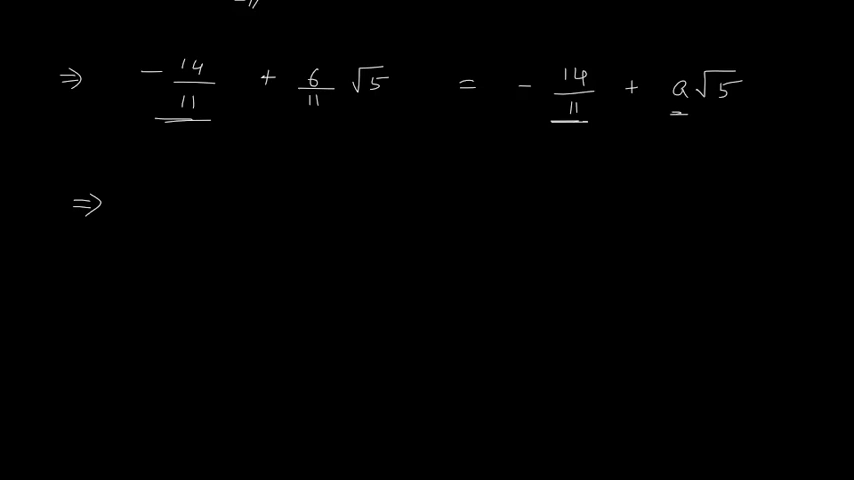 ⇒ - 14/11 + 6/11 √5 = - 14/11 + a√5
⇒